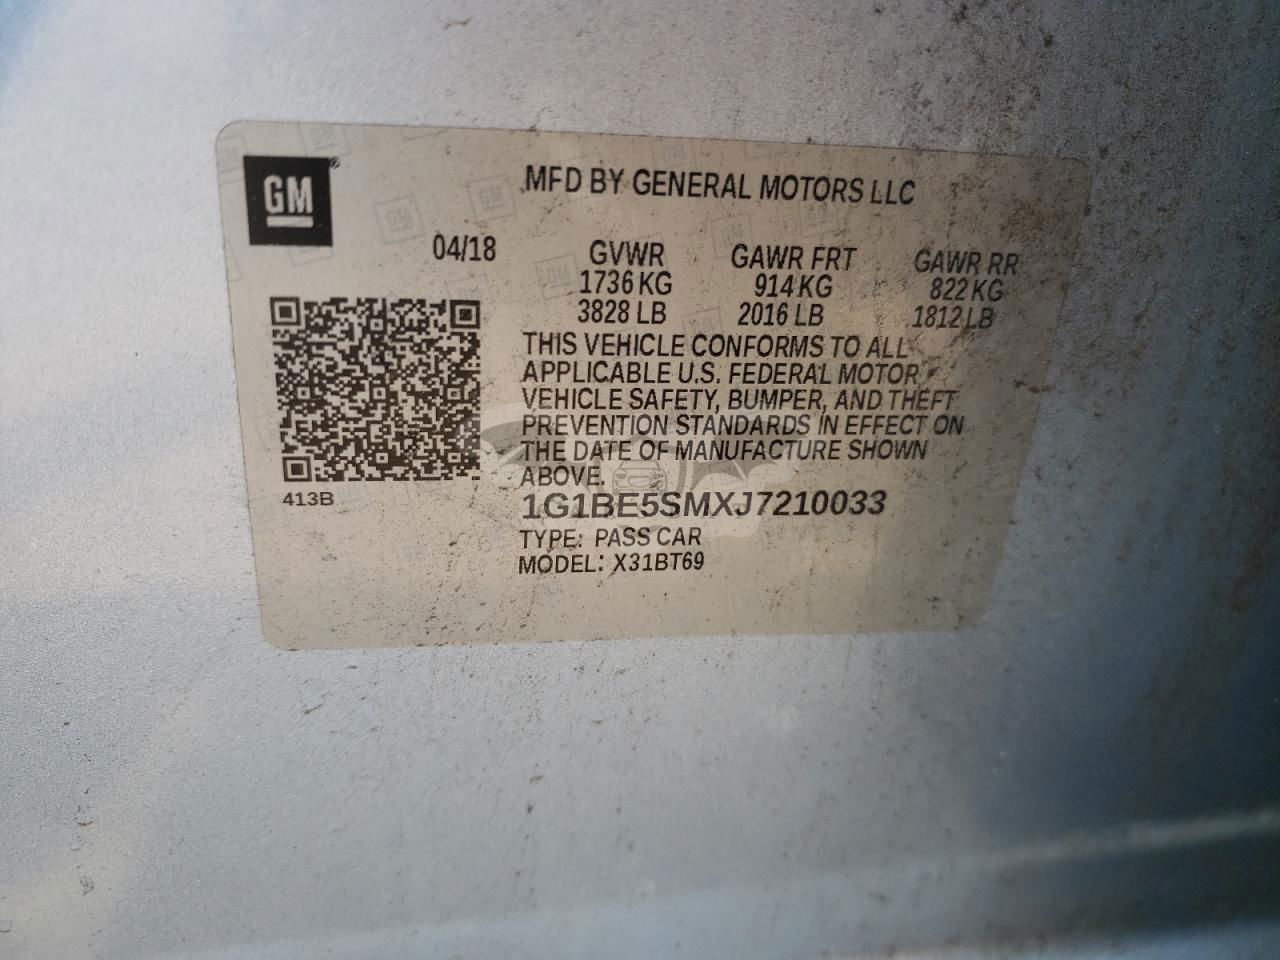 GM
MFD BY GENERAL MOTORS LLC
04/18
GVWR GAWR FRT GAWR RR
1736 KG 914 KG 822 KG
3828 LB 2016 LB 1812 LB
THIS VEHICLE CONFORMS TO ALL
APPLICABLE U.S. FEDERAL MOTOR
VEHICLE SAFETY, BUMPER, AND THEFT
PREVENTION STANDARDS IN EFFECT ON
THE DATE OF MANUFACTURE SHOWN
ABOVE.
413B
1G1BE5SMXJ7210033
TYPE: PASS CAR
MODEL: X31BT69